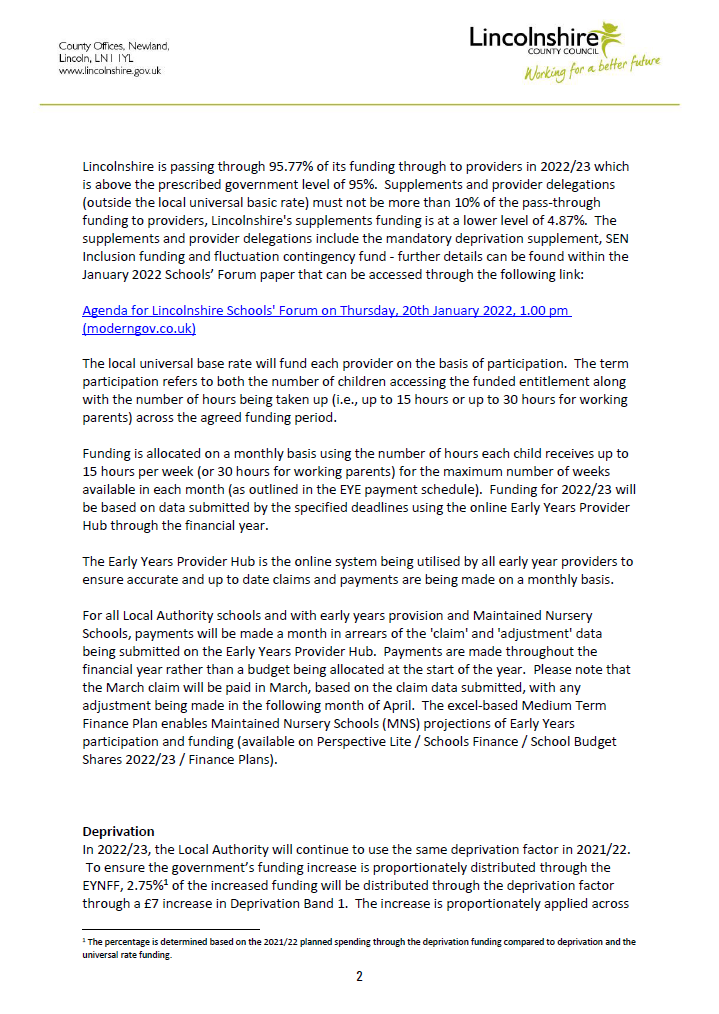 County Offices, Newland,
Lincoln, LN1 1YL
www.lincolnshire.gov.uk
Lincolnshire
COUNTY COUNCIL
Working for a better future
Lincolnshire is passing through 95.77% of its funding through to providers in 2022/23 which
is above the prescribed government level of 95%.  Supplements and provider delegations
(outside the local universal basic rate) must not be more than 10% of the pass-through
funding to providers, Lincolnshire's supplements funding is at a lower level of 4.87%.  The
supplements and provider delegations include the mandatory deprivation supplement, SEN
Inclusion funding and fluctuation contingency fund - further details can be found within the
January 2022 Schools’ Forum paper that can be accessed through the following link:
Agenda for Lincolnshire Schools' Forum on Thursday, 20th January 2022, 1.00 pm
(moderngov.co.uk)
The local universal base rate will fund each provider on the basis of participation.  The term
participation refers to both the number of children accessing the funded entitlement along
with the number of hours being taken up (i.e., up to 15 hours or up to 30 hours for working
parents) across the agreed funding period.
Funding is allocated on a monthly basis using the number of hours each child receives up to
15 hours per week (or 30 hours for working parents) for the maximum number of weeks
available in each month (as outlined in the EYE payment schedule).  Funding for 2022/23 will
be based on data submitted by the specified deadlines using the online Early Years Provider
Hub through the financial year.
The Early Years Provider Hub is the online system being utilised by all early year providers to
ensure accurate and up to date claims and payments are being made on a monthly basis.
For all Local Authority schools and with early years provision and Maintained Nursery
Schools, payments will be made a month in arrears of the 'claim' and 'adjustment' data
being submitted on the Early Years Provider Hub.  Payments are made throughout the
financial year rather than a budget being allocated at the start of the year.  Please note that
the March claim will be paid in March, based on the claim data submitted, with any
adjustment being made in the following month of April.  The excel-based Medium Term
Finance Plan enables Maintained Nursery Schools (MNS) projections of Early Years
participation and funding (available on Perspective Lite / Schools Finance / School Budget
Shares 2022/23 / Finance Plans).
Deprivation
In 2022/23, the Local Authority will continue to use the same deprivation factor in 2021/22.
To ensure the government’s funding increase is proportionately distributed through the
EYNFF, 2.75%¹ of the increased funding will be distributed through the deprivation factor
through a £7 increase in Deprivation Band 1.  The increase is proportionately applied across
¹ The percentage is determined based on the 2021/22 planned spending through the deprivation funding compared to deprivation and the
universal rate funding.
2